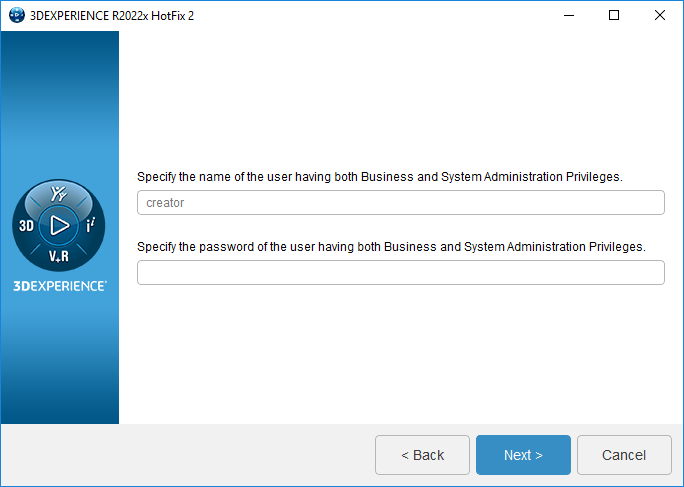 3DEXPERIENCE R2022x HotFix 2
3D
i i
V+R
3DEXPERIENCE
Specify the name of the user having both Business and System Administration Privileges.
creator
Specify the password of the user having both Business and System Administration Privileges.
< Back
Next >
Cancel